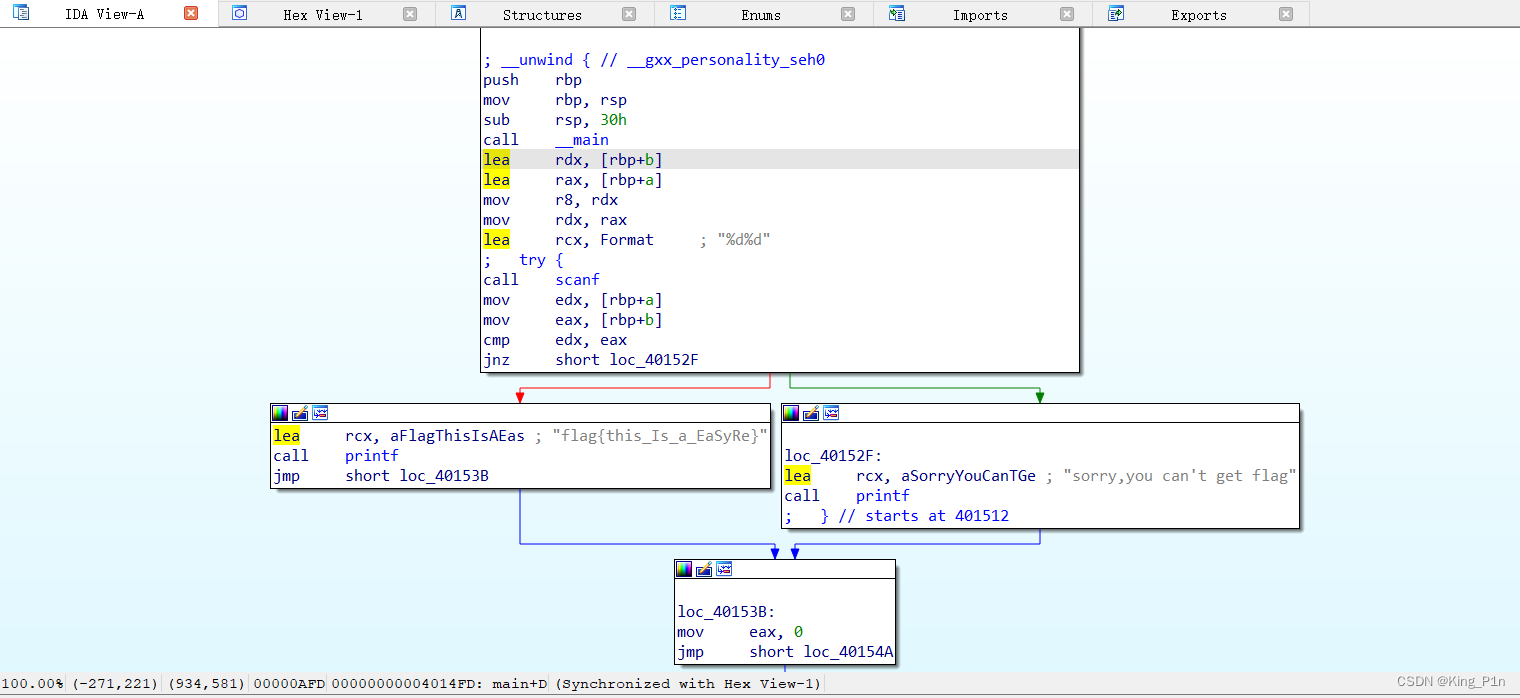 IDA View-A Hex View-1 Structures Enums Imports Exports
; __unwind { // __gxx_personality_seh0
push rbp
mov rbp, rsp
sub rsp, 30h
call __main
lea rdx, [rbp+b]
lea rax, [rbp+a]
mov r8, rdx
mov rdx, rax
lea rcx, Format ; "%d%d"
; try {
call scanf
mov edx, [rbp+a]
mov eax, [rbp+b]
cmp edx, eax
jnz short loc_40152F
lea rcx, aFlagThisIsAEas ; "flag{this_Is_a_EaSyRe}"
call printf
jmp short loc_40153B
loc_40152F:
lea rcx, aSorryYouCanTGe ; "sorry,you can't get flag"
call printf
; } // starts at 401512
loc_40153B:
mov eax, 0
jmp short loc_40154A
100.00% (-271,221) (934,581) 00000AFD 00000000004014FD: main+D (Synchronized with Hex View-1)
CSDN @King_P1n